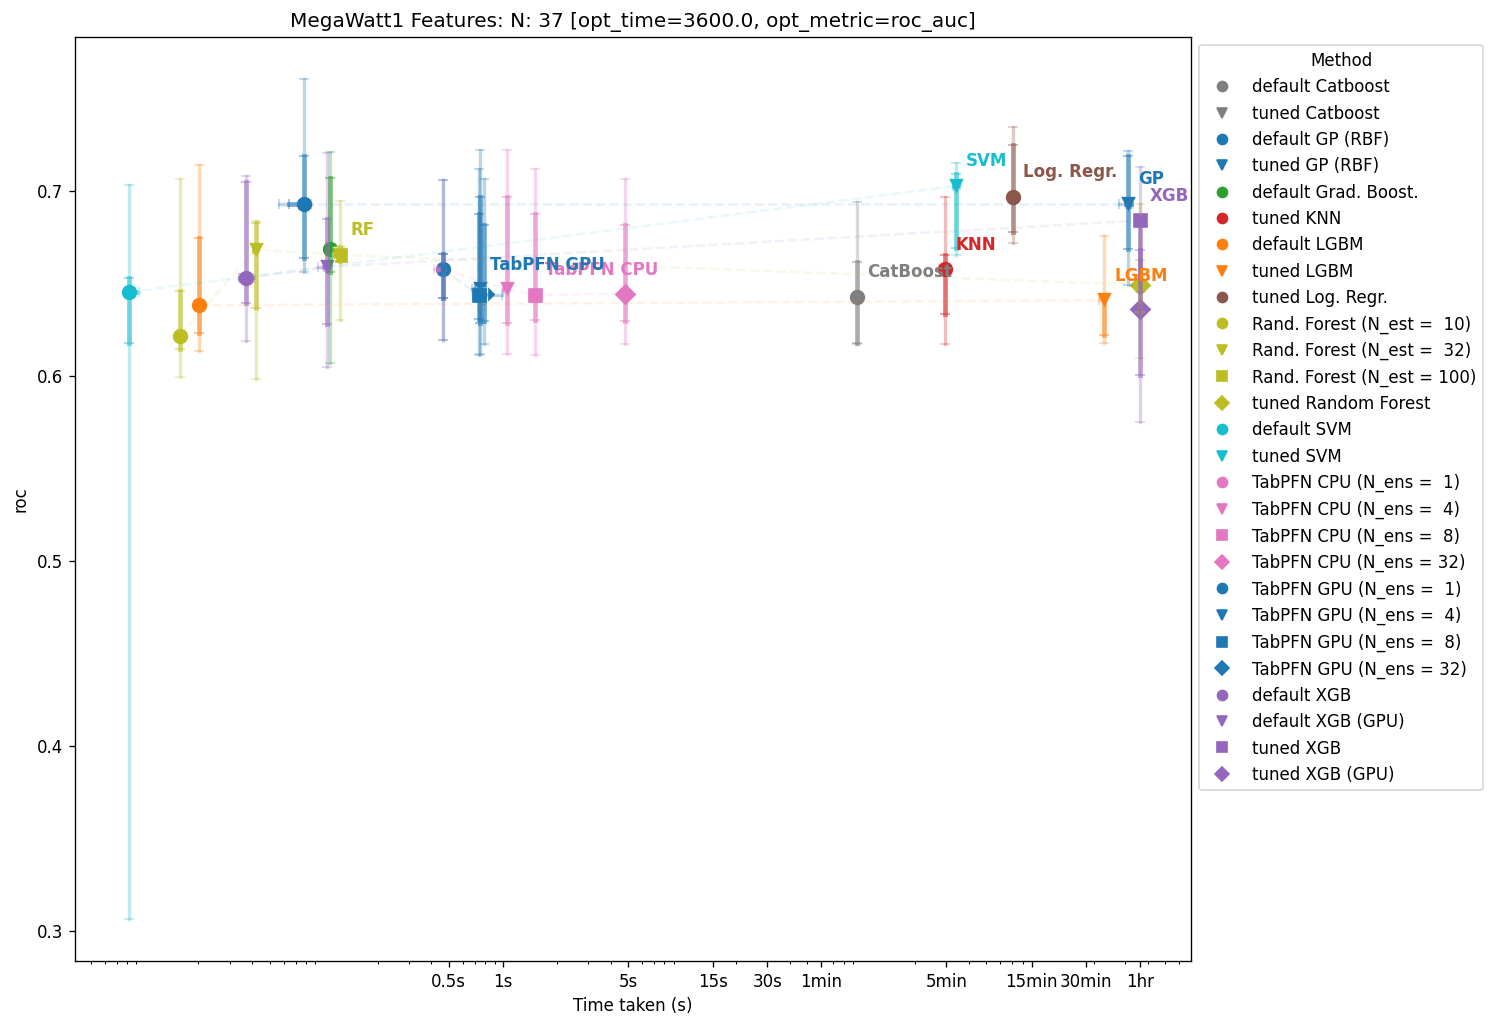 MegaWatt1 Features: N: 37 [opt_time=3600.0, opt_metric=roc_auc]
roc
0.7
0.6
0.5
0.4
0.3
SVM
Log. Regr.
GP
XGB
RF
KNN
TabPFN GPU
TabPFN CPU
CatBoost
LGBM
0.5s
1s
5s
15s
30s
1min
5min
15min
30min
1hr
Time taken (s)
Method
default Catboost
tuned Catboost
default GP (RBF)
tuned GP (RBF)
default Grad. Boost.
tuned KNN
default LGBM
tuned LGBM
tuned Log. Regr.
Rand. Forest (N_est =  10)
Rand. Forest (N_est =  32)
Rand. Forest (N_est = 100)
tuned Random Forest
default SVM
tuned SVM
TabPFN CPU (N_ens =  1)
TabPFN CPU (N_ens =  4)
TabPFN CPU (N_ens =  8)
TabPFN CPU (N_ens = 32)
TabPFN GPU (N_ens =  1)
TabPFN GPU (N_ens =  4)
TabPFN GPU (N_ens =  8)
TabPFN GPU (N_ens = 32)
default XGB
default XGB (GPU)
tuned XGB
tuned XGB (GPU)